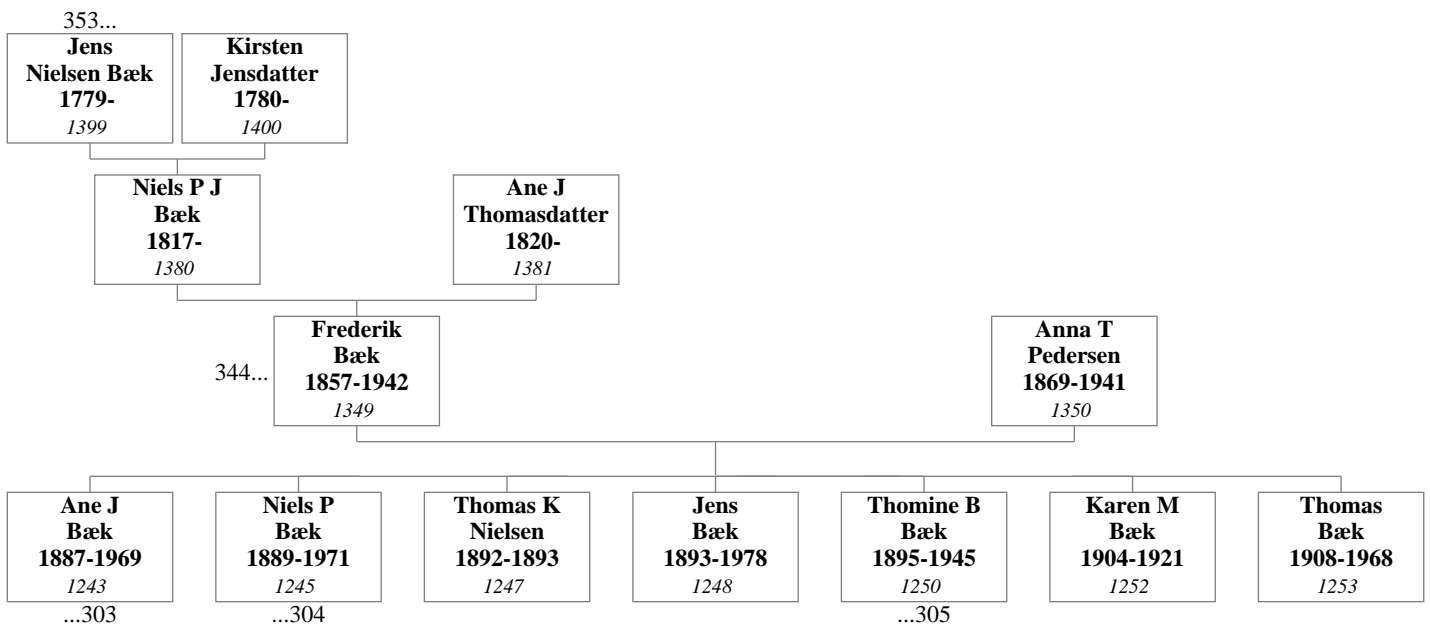 353...
Jens
Nielsen Bæk
1779-
1399
Kirsten
Jensdatter
1780-
1400
Niels P J
Bæk
1817-
1380
Ane J
Thomasdatter
1820-
1381
344...
Frederik
Bæk
1857-1942
1349
Anna T
Pedersen
1869-1941
1350
Ane J
Bæk
1887-1969
1243
...303
Niels P
Bæk
1889-1971
1245
...304
Thomas K
Nielsen
1892-1893
1247
Jens
Bæk
1893-1978
1248
Thomine B
Bæk
1895-1945
1250
...305
Karen M
Bæk
1904-1921
1252
Thomas
Bæk
1908-1968
1253